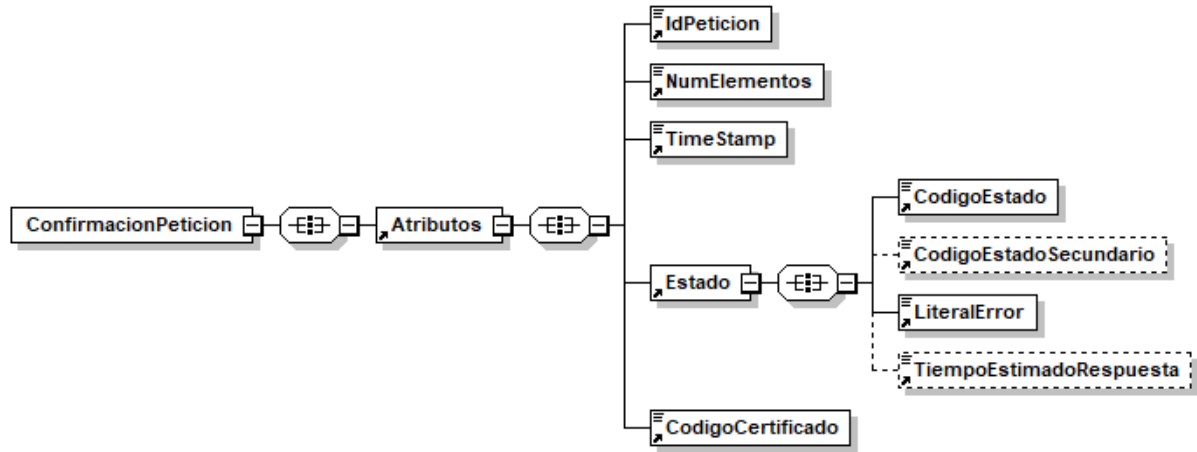 ConfirmacionPeticion
Atributos
IdPeticion
NumElementos
TimeStamp
Estado
CodigoEstado
CodigoEstadoSecundario
LiteralError
TiempoEstimadoRespuesta
CodigoCertificado